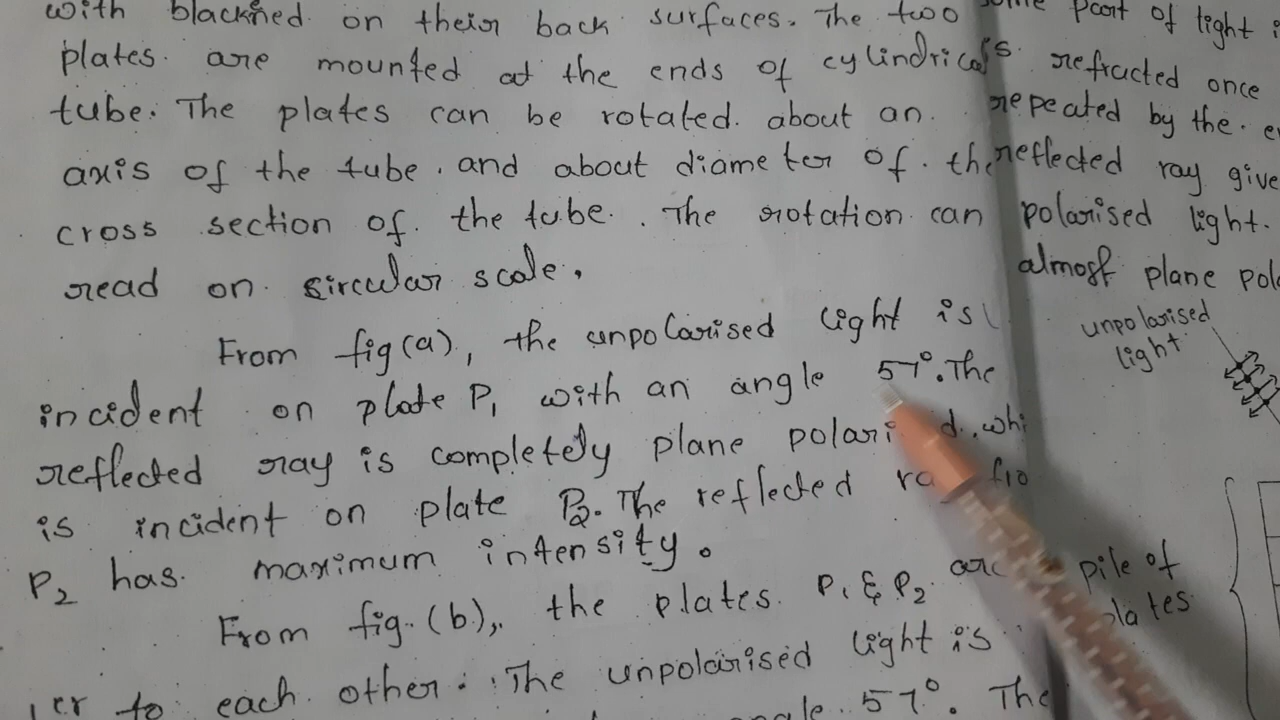 with blackned on their back surfaces. The two
plates. are mounted at the ends of cylindrical
tube. The plates can be rotated. about an.
axis of the tube. and about diameter of. the
cross section of. the tube. The rotation can
read on circular scale.
From fig(a), the unpolarised light is
incident on plate P1 with an angle 57°. The
reflected ray is completely plane polari d., whi
is incident on plate P2. The reflected
P2 has. maximum intensity.
From fig. (b), the plates. P1 & P2
to each other. The unpolarised light is
57°. The
part of light
refracted once
repeated by the.
reflected ray give
polarised light.
almost plane
unpolarised
light
pile of
plates